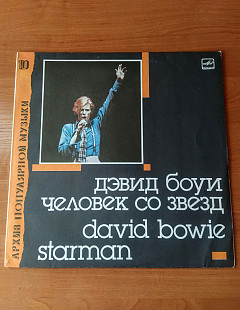 10
АРХИВ ПОПУЛЯРНОЙ МУЗЫКИ
дэвид боуи
человек со звезд
david bowie
starman